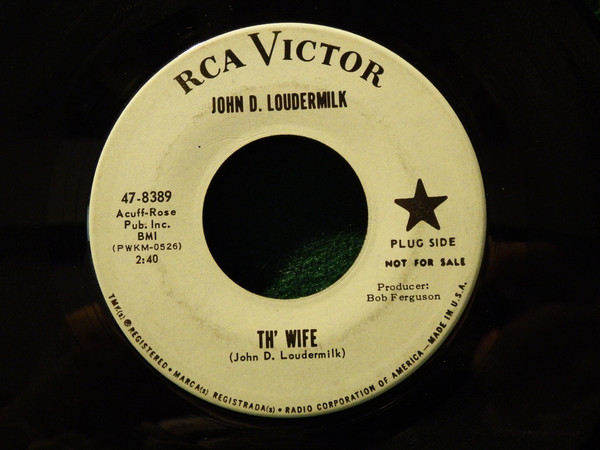 RCA VICTOR
JOHN D. LOUDERMILK
47-8389
Acuff-Rose
Pub. Inc.
BMI
(PWKM-0526)
2:40
PLUG SIDE
NOT FOR SALE
Producer:
Bob Ferguson
TH' WIFE
(John D. Loudermilk)
TMK(s) ® REGISTERED • MARCA(s) REGISTRADA(s) • RADIO CORPORATION OF AMERICA—MADE IN U.S.A.